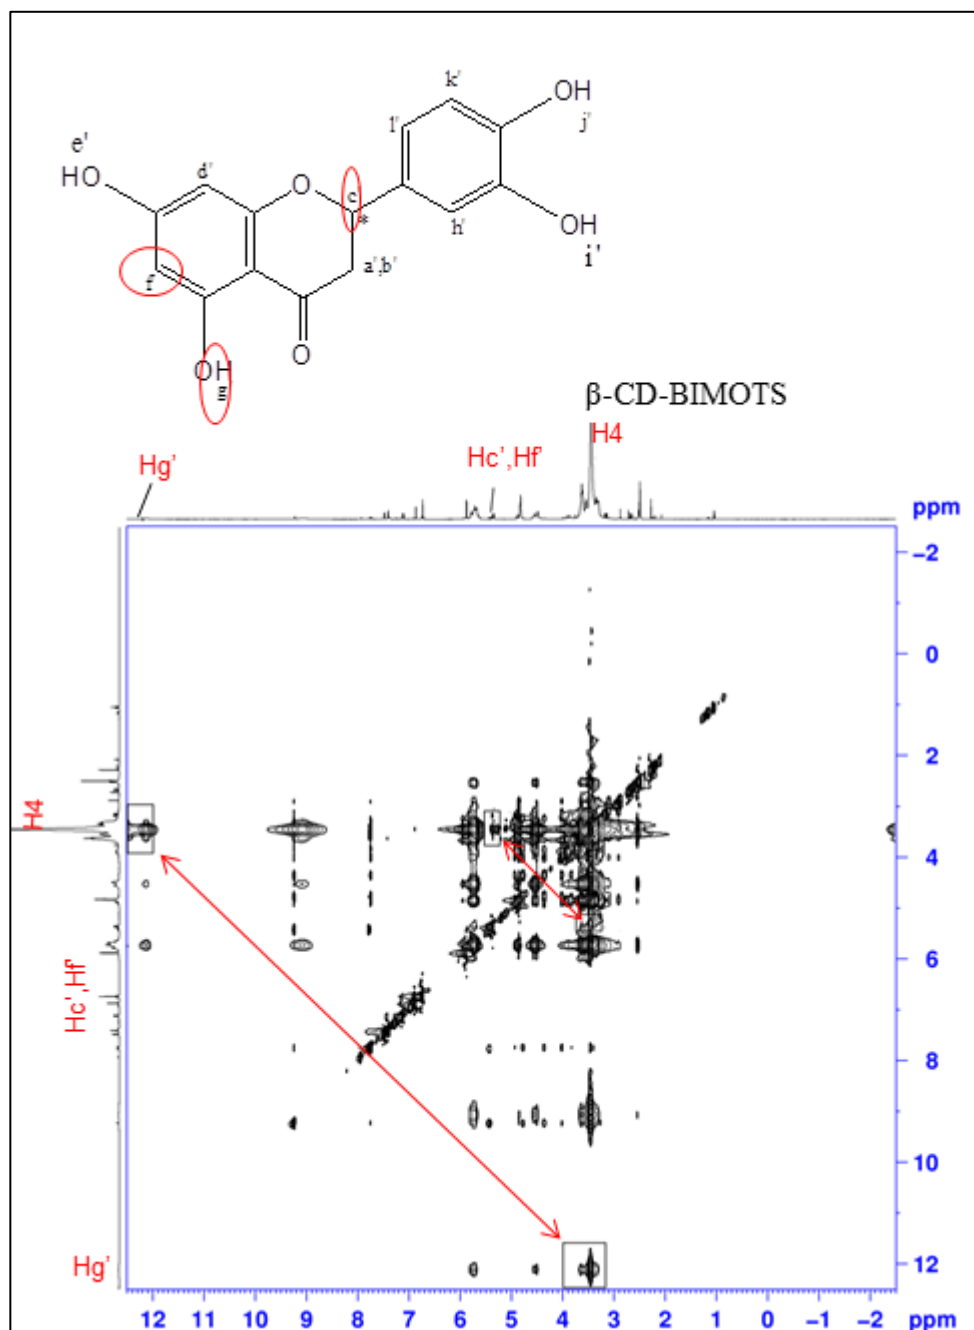 k'
OH
j'
l'
e'
HO
d'
O
c
*
h'
OH
i'
f
a',b'
OH
g
O
β-CD-BIMOTS
H4
Hc',Hf'
Hg'
ppm
−2
0
2
4
6
8
10
12
H4
Hc',Hf'
Hg'
12 11 10 9 8 7 6 5 4 3 2 1 0 −1 −2 ppm